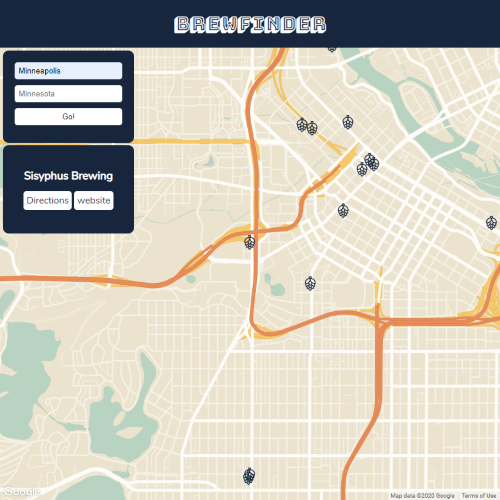 BREWFINDER
Minneapolis
Minnesota
Go!
Sisyphus Brewing
Directions website
Google
Map data ©2020 Google Terms of Use